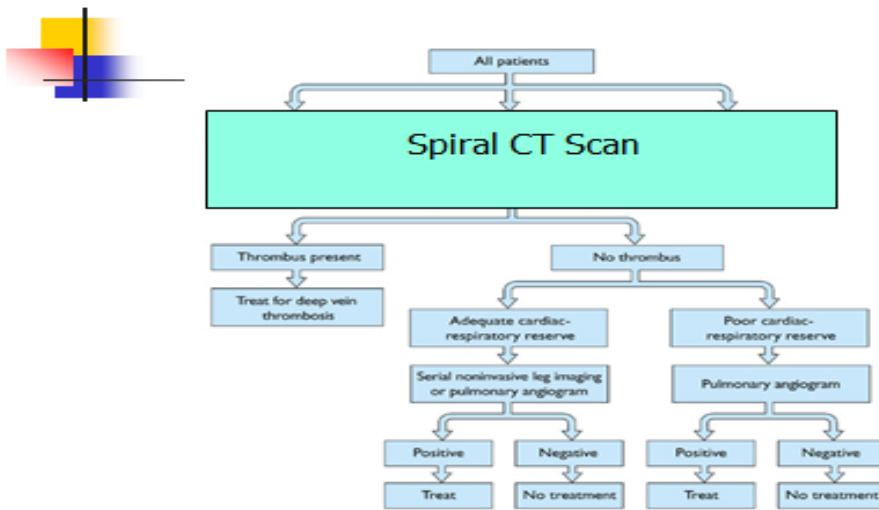 All patients
Spiral CT Scan
Thrombus present
No thrombus
Treat for deep vein
thrombosis
Adequate cardiac-
respiratory reserve
Poor cardiac-
respiratory reserve
Serial noninvasive leg imaging
or pulmonary angiogram
Pulmonary angiogram
Positive
Negative
Positive
Negative
Treat
No treatment
Treat
No treatment